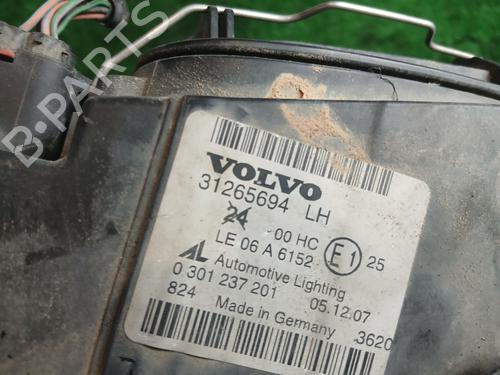 B-PARTS
VOLVO
31265694 LH
24 00 HC
LE 06 A 6152 E1 25
AL Automotive Lighting
0 301 237 201 05.12.07
824 Made in Germany 3620